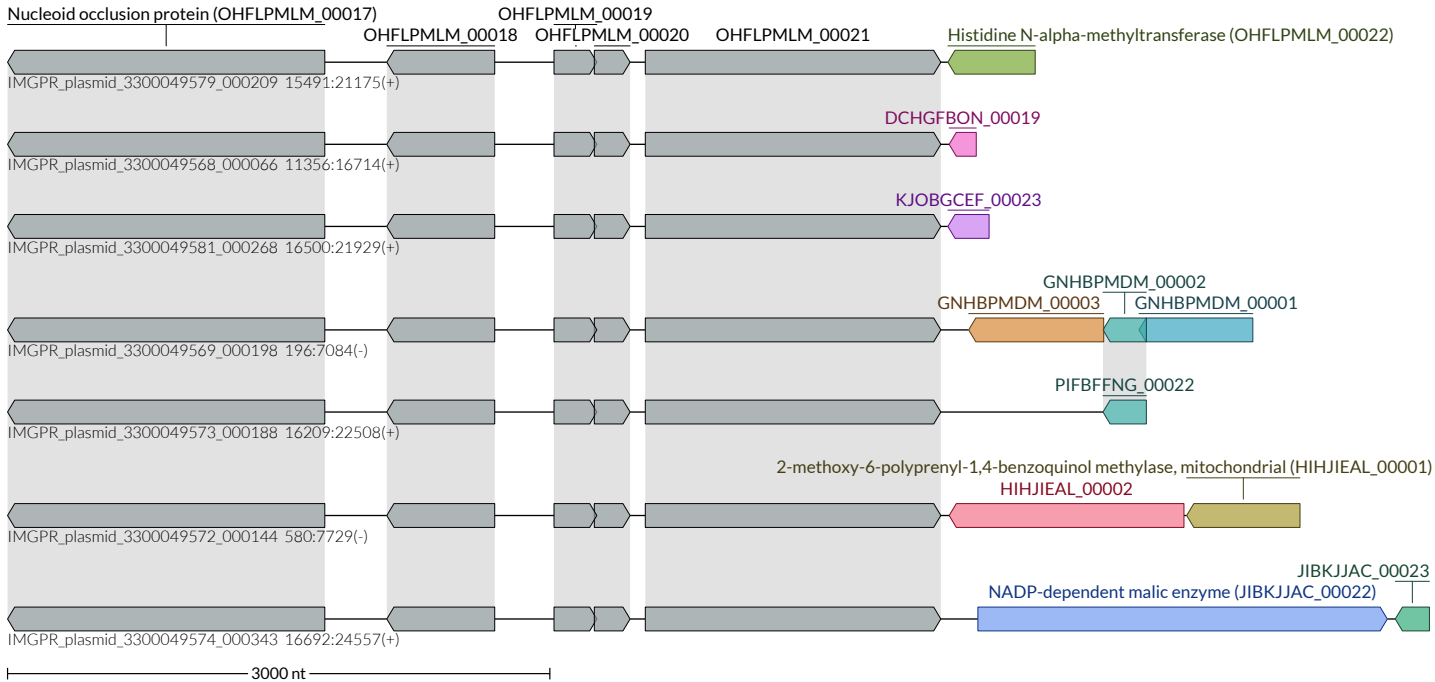 Nucleoid occlusion protein (OHFLPMLM_00017)
OHFLPMLM_00018
OHFLPMLM_00019
OHFLPMLM_00020
OHFLPMLM_00021
Histidine N-alpha-methyltransferase (OHFLPMLM_00022)
IMGPR_plasmid_3300049579_000209 15491:21175(+)
DCHGFBON_00019
IMGPR_plasmid_3300049568_000066 11356:16714(+)
KJOBGCEF_00023
IMGPR_plasmid_3300049581_000268 16500:21929(+)
GNHBPMDM_00002
GNHBPMDM_00003
GNHBPMDM_00001
IMGPR_plasmid_3300049569_000198 196:7084(-)
PIFBFFNG_00022
IMGPR_plasmid_3300049573_000188 16209:22508(+)
2-methoxy-6-polyprenyl-1,4-benzoquinol methylase, mitochondrial (HIHJIEAL_00001)
HIHJIEAL_00002
IMGPR_plasmid_3300049572_000144 580:7729(-)
JIBKJJAC_00023
NADP-dependent malic enzyme (JIBKJJAC_00022)
IMGPR_plasmid_3300049574_000343 16692:24557(+)
3000 nt